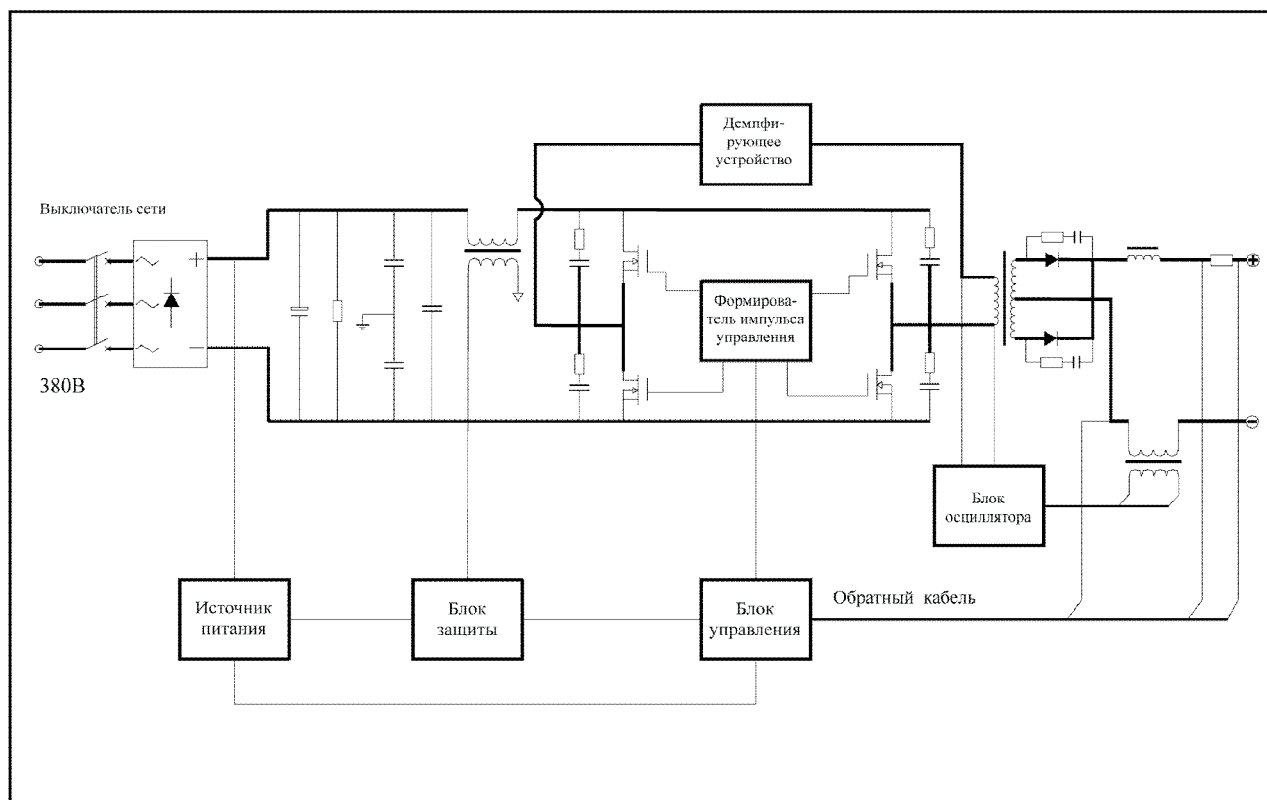 Демпфи-
рующее
устройство
Выключатель сети
Формирова-
тель импульса
управления
380В
Блок
осциллятора
Источник
питания
Блок
защиты
Блок
управления
Обратный кабель